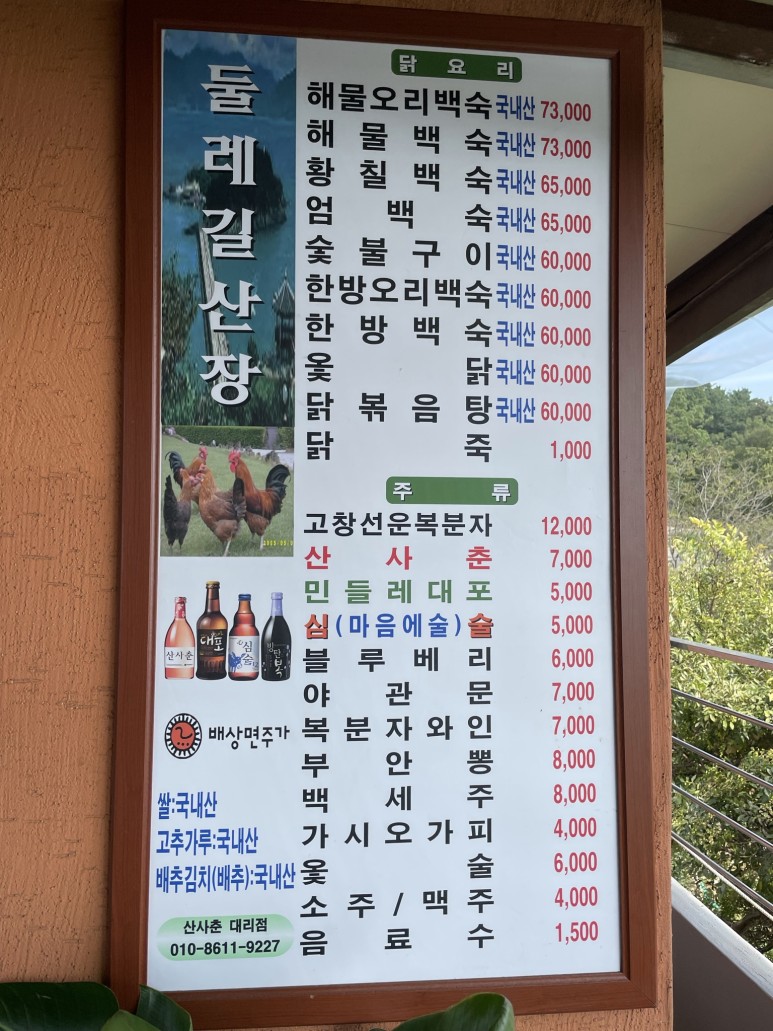 둘레길산장
닭요리
해물오리백숙 국내산 73,000
해물백숙 국내산 73,000
황칠백숙 국내산 65,000
엄백숙 국내산 65,000
숯불구이 국내산 60,000
한방오리백숙 국내산 60,000
한방백숙 국내산 60,000
옻닭 국내산 60,000
닭볶음탕 국내산 60,000
닭죽 1,000
주류
고창선운복분자 12,000
산사춘 7,000
민들레대포 5,000
심(마음에술)술 5,000
블루베리 6,000
야관문 7,000
복분자와인 7,000
부안뽕 8,000
백세주 8,000
가시오가피 4,000
옻술 6,000
소주/맥주 4,000
음료수 1,500
산사춘
대포
심술
배상면주가
쌀:국내산
고추가루:국내산
배추김치(배추):국내산
산사춘 대리점
010-8611-9227